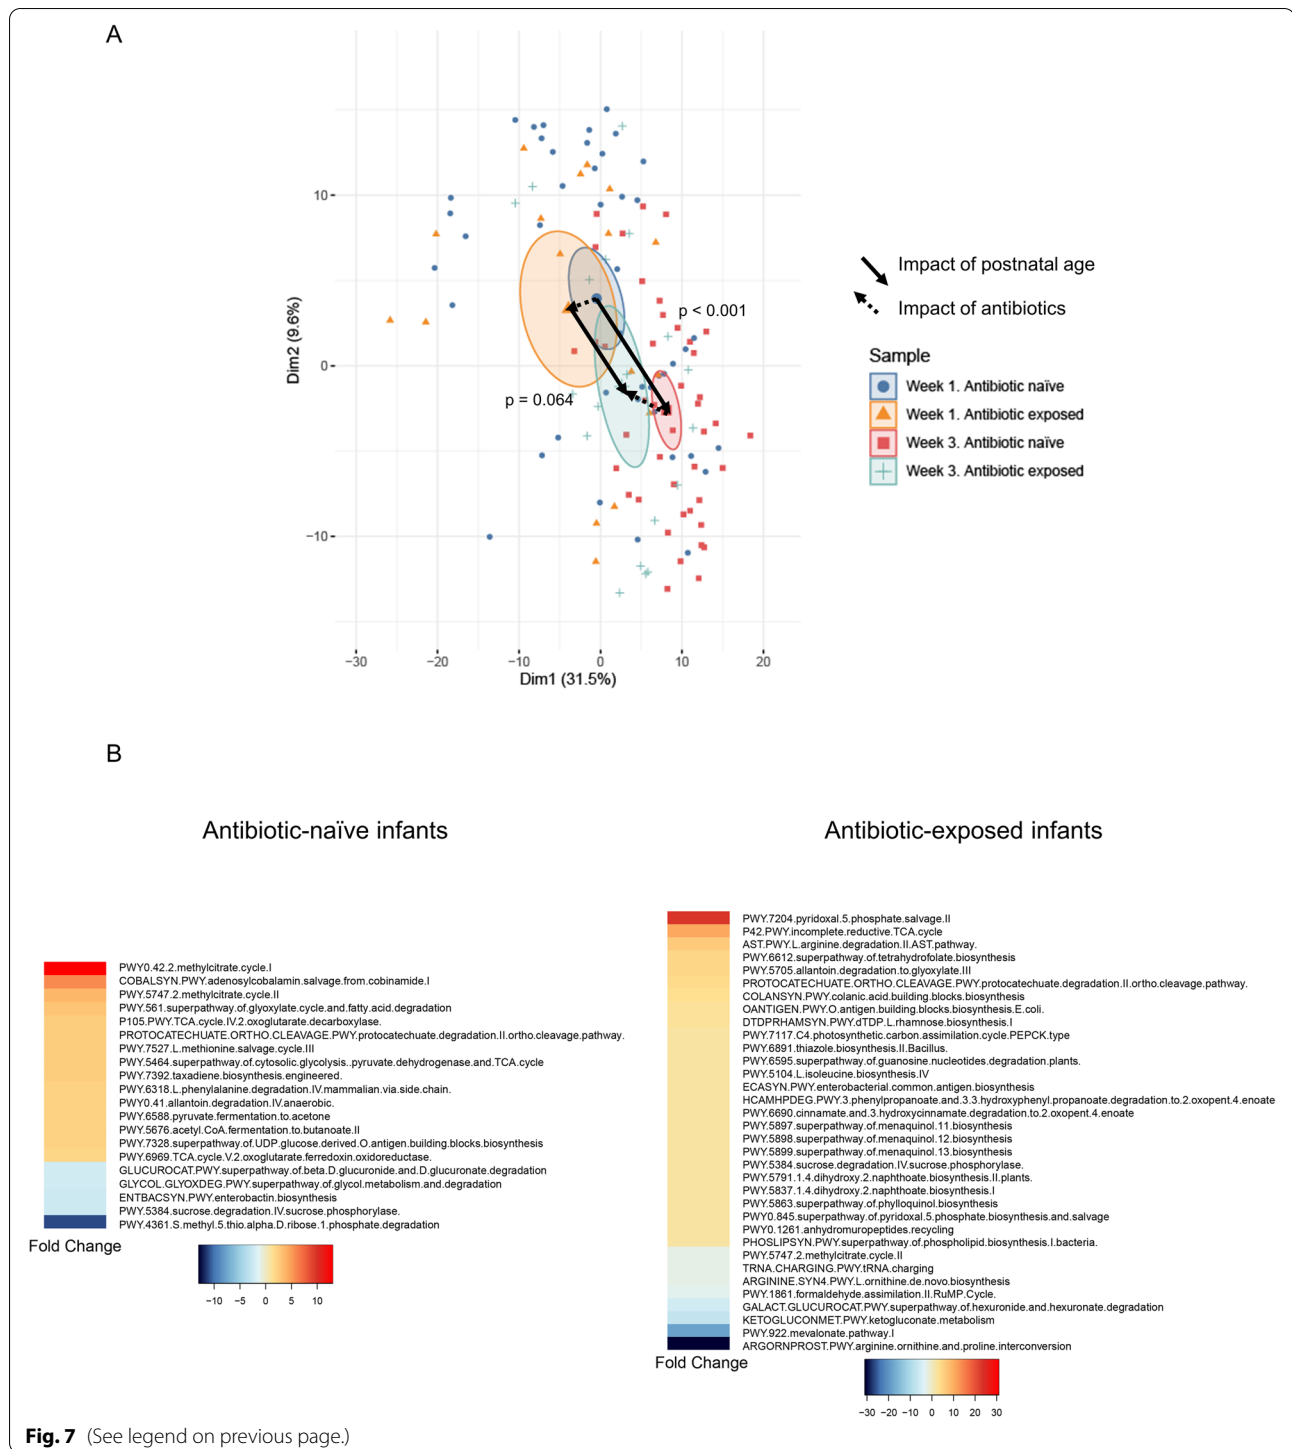 A
10
0
−10
Dim2 (9.6%)
−30
−20
−10
0
10
20
Dim1 (31.5%)
p < 0.001
p = 0.064
Impact of postnatal age
Impact of antibiotics
Sample
Week 1. Antibiotic naïve
Week 1. Antibiotic exposed
Week 3. Antibiotic naïve
Week 3. Antibiotic exposed
B
Antibiotic-naïve infants
PWY0.42.2.methylcitrate.cycle.I
COBALSYN.PWY.adenosylcobalamin.salvage.from.cobinamide.I
PWY.5747.2.methylcitrate.cycle.II
PWY.561.superpathway.of.glyoxylate.cycle.and.fatty.acid.degradation
P105.PWY.TCA.cycle.IV.2.oxoglutarate.decarboxylase.
PROTOCATECHUATE.ORTHO.CLEAVAGE.PWY.protocatechuate.degradation.II.ortho.cleavage.pathway.
PWY.7527.L.methionine.salvage.cycle.III
PWY.5464.superpathway.of.cytosolic.glycolysis..pyruvate.dehydrogenase.and.TCA.cycle
PWY.7392.taxadiene.biosynthesis.engineered.
PWY.6318.L.phenylalanine.degradation.IV.mammalian.via.side.chain.
PWY0.41.allantoin.degradation.IV.anaerobic.
PWY.6588.pyruvate.fermentation.to.acetone
PWY.5676.acetyl.CoA.fermentation.to.butanoate.II
PWY.7328.superpathway.of.UDP.glucose.derived.O.antigen.building.blocks.biosynthesis
PWY.6969.TCA.cycle.V.2.oxoglutarate.ferredoxin.oxidoreductase.
GLUCUROCAT.PWY.superpathway.of.beta.D.glucuronide.and.D.glucuronate.degradation
GLYCOL.GLYOXDEG.PWY.superpathway.of.glycol.metabolism.and.degradation
ENTBACSYN.PWY.enterobactin.biosynthesis
PWY.5384.sucrose.degradation.IV.sucrose.phosphorylase.
PWY.4361.S.methyl.5.thio.alpha.D.ribose.1.phosphate.degradation
Fold Change
−10 −5 0 5 10
Antibiotic-exposed infants
PWY.7204.pyridoxal.5.phosphate.salvage.II
P42.PWY.incomplete.reductive.TCA.cycle
AST.PWY.L.arginine.degradation.II.AST.pathway.
PWY.6612.superpathway.of.tetrahydrofolate.biosynthesis
PWY.5705.allantoin.degradation.to.glyoxylate.III
PROTOCATECHUATE.ORTHO.CLEAVAGE.PWY.protocatechuate.degradation.II.ortho.cleavage.pathway.
COLANSYN.PWY.colanic.acid.building.blocks.biosynthesis
OANTIGEN.PWY.O.antigen.building.blocks.biosynthesis.E.coli.
DTDPRHAMSYN.PWY.dTDP.L.rhamnose.biosynthesis.I
PWY.7117.C4.photosynthetic.carbon.assimilation.cycle.PEPCK.type
PWY.6891.thiazole.biosynthesis.II.Bacillus.
PWY.6595.superpathway.of.guanosine.nucleotides.degradation.plants.
PWY.5104.L.isoleucine.biosynthesis.IV
ECASYN.PWY.enterobacterial.common.antigen.biosynthesis
HCAMHPDEG.PWY.3.phenylpropanoate.and.3.3.hydroxyphenyl.propanoate.degradation.to.2.oxopent.4.enoate
PWY.6690.cinnamate.and.3.hydroxycinnamate.degradation.to.2.oxopent.4.enoate
PWY.5897.superpathway.of.menaquinol.11.biosynthesis
PWY.5898.superpathway.of.menaquinol.12.biosynthesis
PWY.5899.superpathway.of.menaquinol.13.biosynthesis
PWY.5384.sucrose.degradation.IV.sucrose.phosphorylase.
PWY.5791.1.4.dihydroxy.2.naphthoate.biosynthesis.II.plants.
PWY.5837.1.4.dihydroxy.2.naphthoate.biosynthesis.I
PWY.5863.superpathway.of.phylloquinol.biosynthesis
PWY0.845.superpathway.of.pyridoxal.5.phosphate.biosynthesis.and.salvage
PWY0.1261.anhydromuropeptides.recycling
PHOSLIPSYN.PWY.superpathway.of.phospholipid.biosynthesis.I.bacteria.
PWY.5747.2.methylcitrate.cycle.II
TRNA.CHARGING.PWY.tRNA.charging
ARGININE.SYN4.PWY.L.ornithine.de.novo.biosynthesis
PWY.1861.formaldehyde.assimilation.II.RuMP.Cycle.
GALACT.GLUCUROCAT.PWY.superpathway.of.hexuronide.and.hexuronate.degradation
KETOGLUCONMET.PWY.ketogluconate.metabolism
PWY.922.mevalonate.pathway.I
ARGORNPROST.PWY.arginine.ornithine.and.proline.interconversion
Fold Change
−30 −20 −10 0 10 20 30
Fig. 7 (See legend on previous page.)